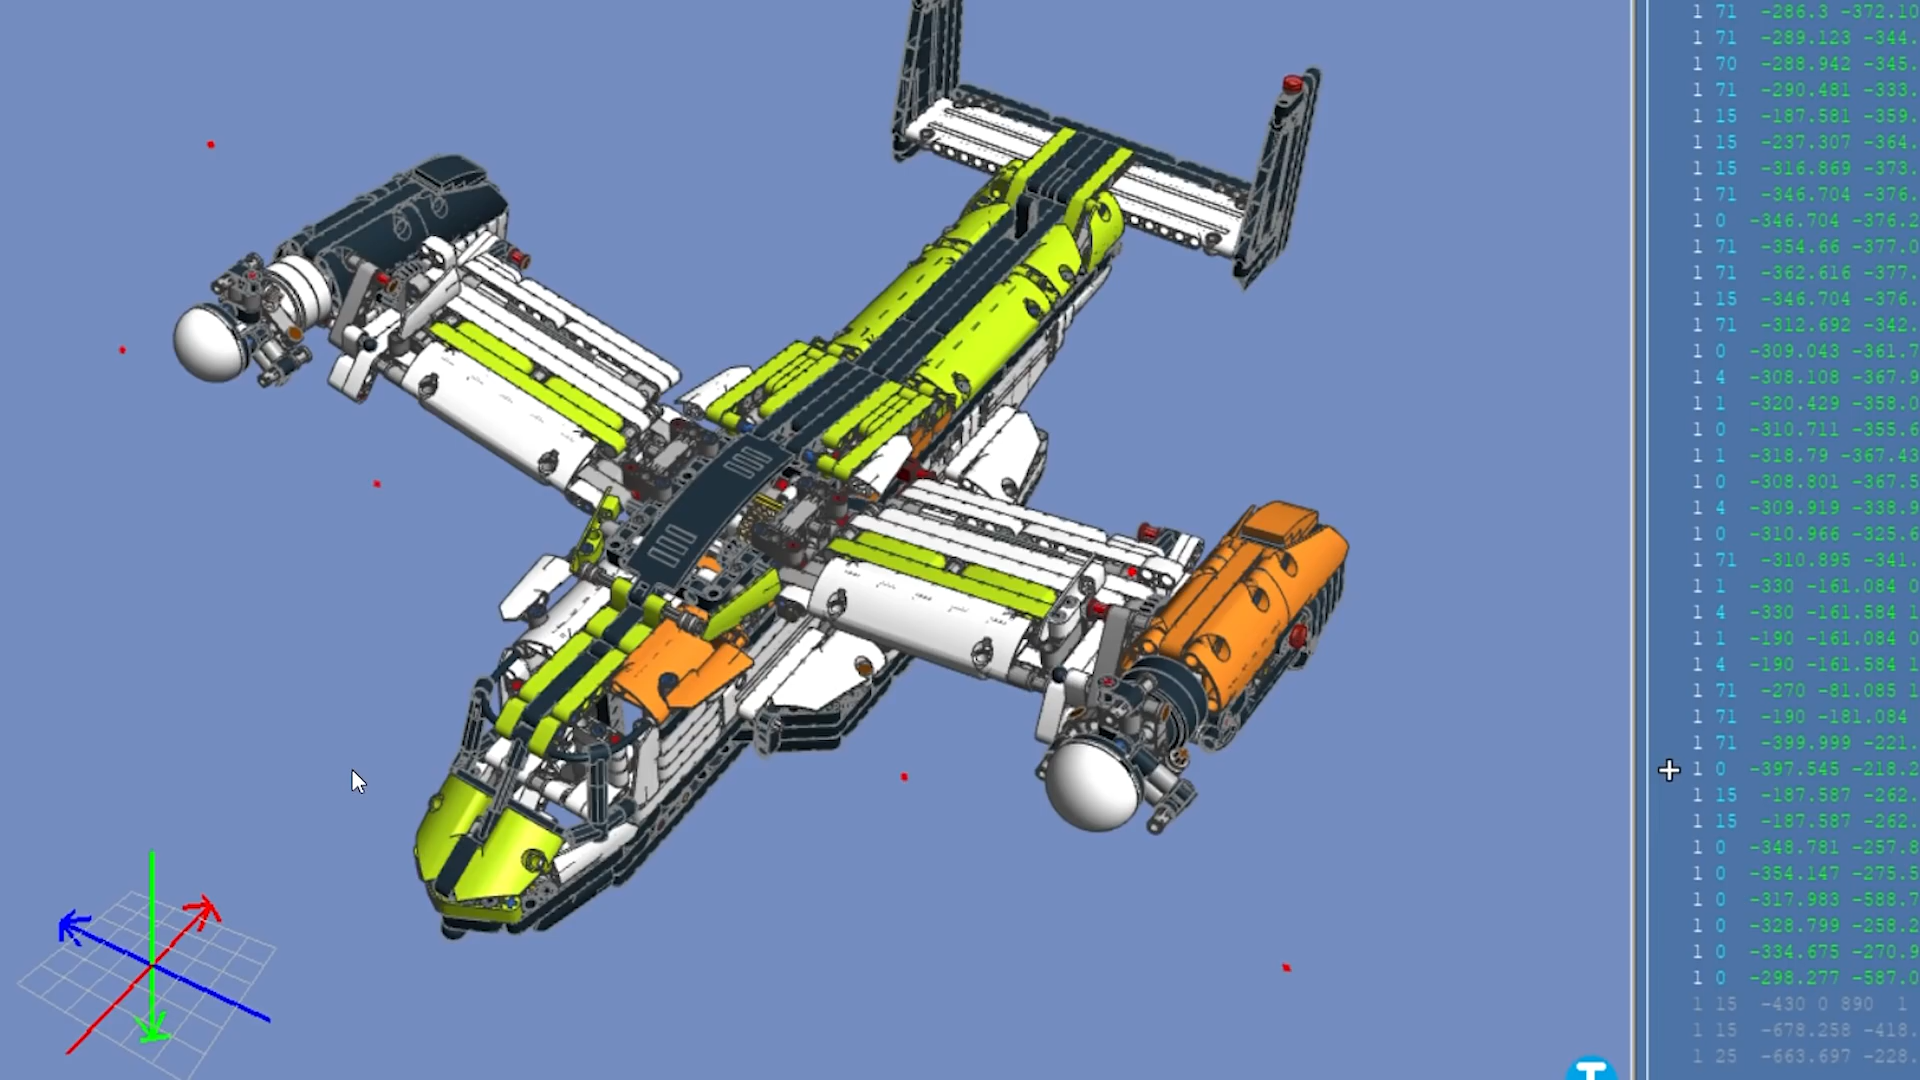 1 71 -286.3 -372.10
1 71 -289.123 -344.
1 70 -288.942 -345.
1 71 -290.481 -333.
1 15 -187.581 -359.
1 15 -237.307 -364.
1 15 -316.869 -373.
1 71 -346.704 -376.
1 0 -346.704 -376.2
1 71 -354.66 -377.0
1 71 -362.616 -377.
1 15 -346.704 -376.
1 71 -312.692 -342.
1 0 -309.043 -361.7
1 4 -308.108 -367.9
1 1 -320.429 -358.0
1 0 -310.711 -355.6
1 1 -318.79 -367.43
1 0 -308.801 -367.5
1 4 -309.919 -338.9
1 0 -310.966 -325.6
1 71 -310.895 -341.
1 1 -330 -161.084 0
1 4 -330 -161.584 1
1 1 -190 -161.084 0
1 4 -190 -161.584 1
1 71 -270 -81.085 1
1 71 -190 -181.084
1 71 -399.999 -221.
1 0 -397.545 -218.2
1 15 -187.587 -262.
1 15 -187.587 -262.
1 0 -348.781 -257.8
1 0 -354.147 -275.5
1 0 -317.983 -588.7
1 0 -328.799 -258.2
1 0 -334.675 -270.9
1 0 -298.277 -587.0
1 15 -430 0 890 1
1 15 -678.258 -418.
1 25 -663.697 -228.